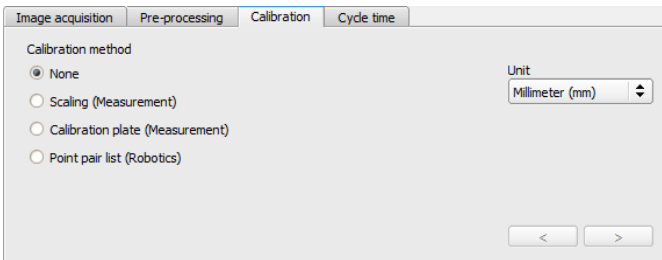 Image acquisition Pre-processing Calibration Cycle time
Calibration method
None
Unit
Millimeter (mm)
Scaling (Measurement)
Calibration plate (Measurement)
Point pair list (Robotics)
< >